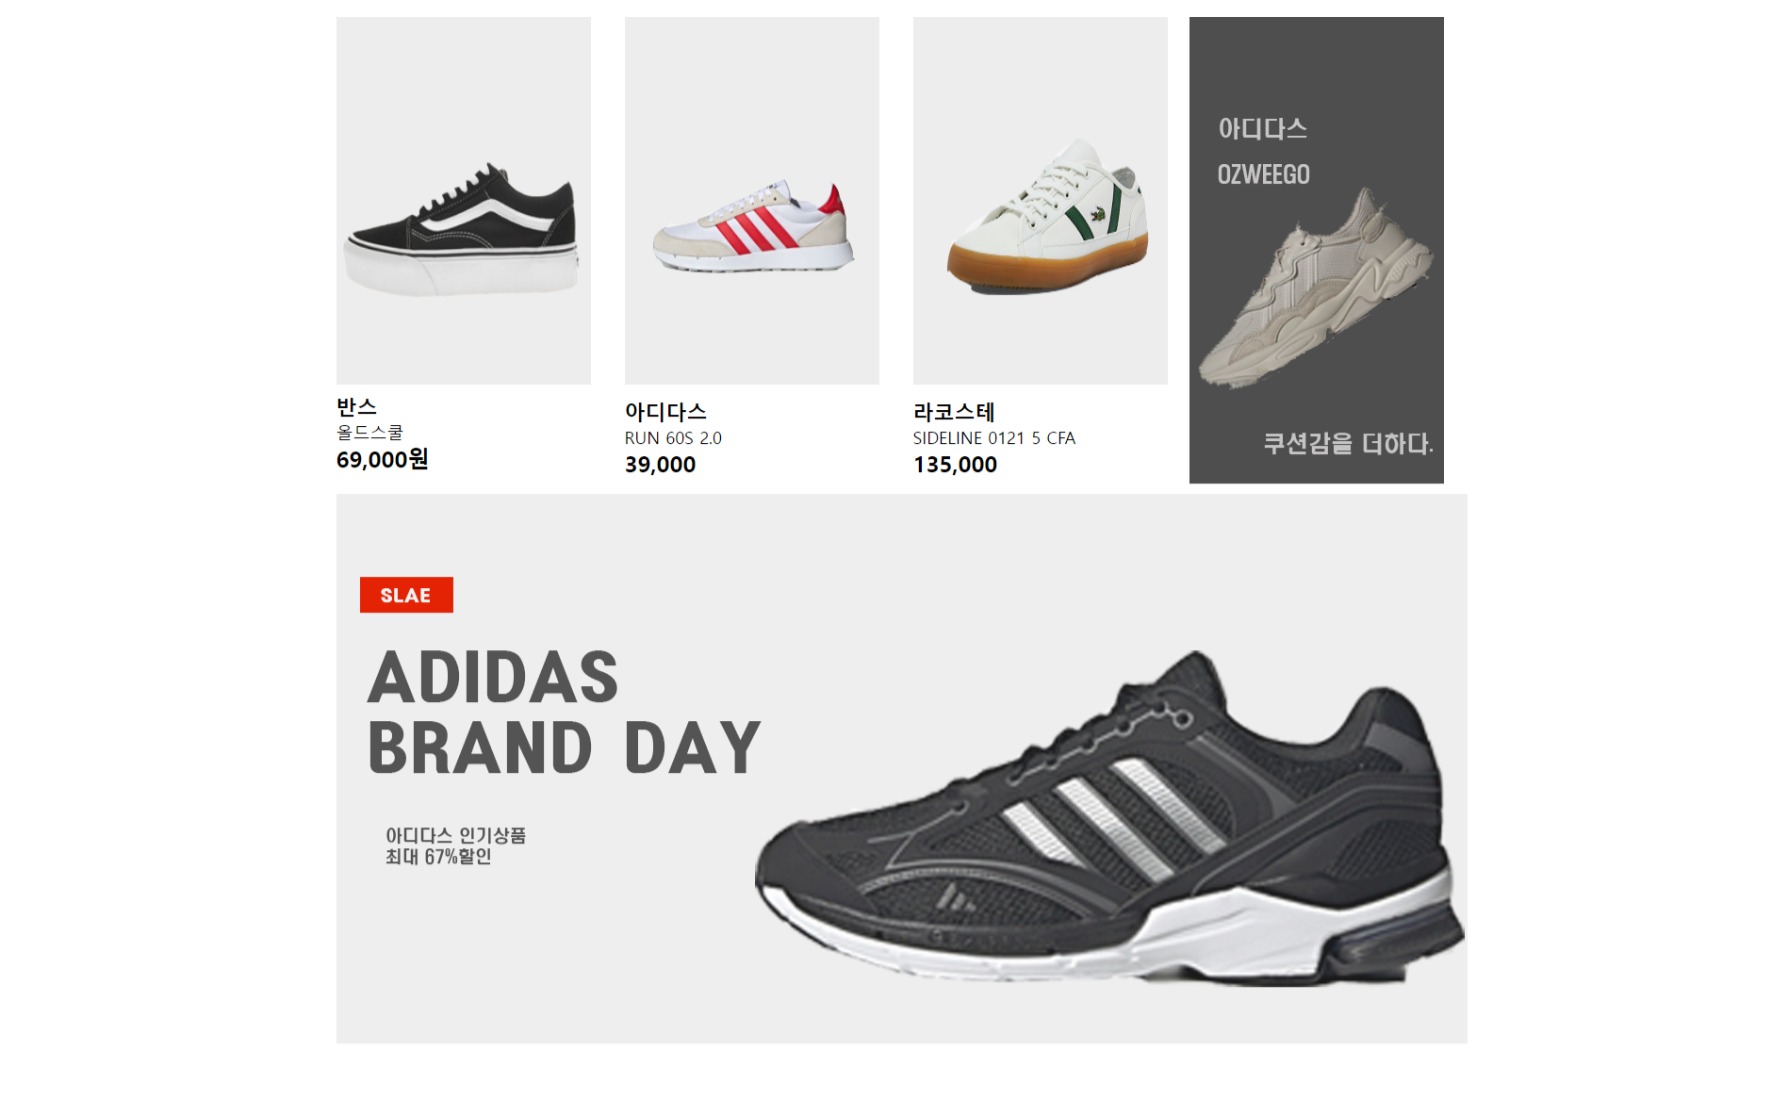 반스
올드스쿨
69,000원
아디다스
RUN 60S 2.0
39,000
라코스테
SIDELINE 0121 5 CFA
135,000
아디다스
OZWEEGO
쿠션감을 더하다.
SLAE
ADIDAS
BRAND DAY
아디다스 인기상품
최대 67%할인